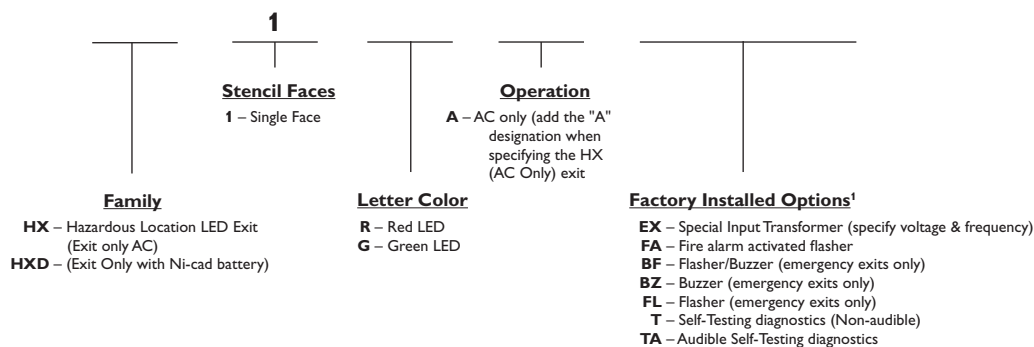 1
Stencil Faces
1 – Single Face
Operation
A – AC only (add the "A"
designation when
specifying the HX
(AC Only) exit
Family
HX – Hazardous Location LED Exit
(Exit only AC)
HXD – (Exit Only with Ni-cad battery)
Letter Color
R – Red LED
G – Green LED
Factory Installed Options¹
EX – Special Input Transformer (specify voltage & frequency)
FA – Fire alarm activated flasher
BF – Flasher/Buzzer (emergency exits only)
BZ – Buzzer (emergency exits only)
FL – Flasher (emergency exits only)
T – Self-Testing diagnostics (Non-audible)
TA – Audible Self-Testing diagnostics